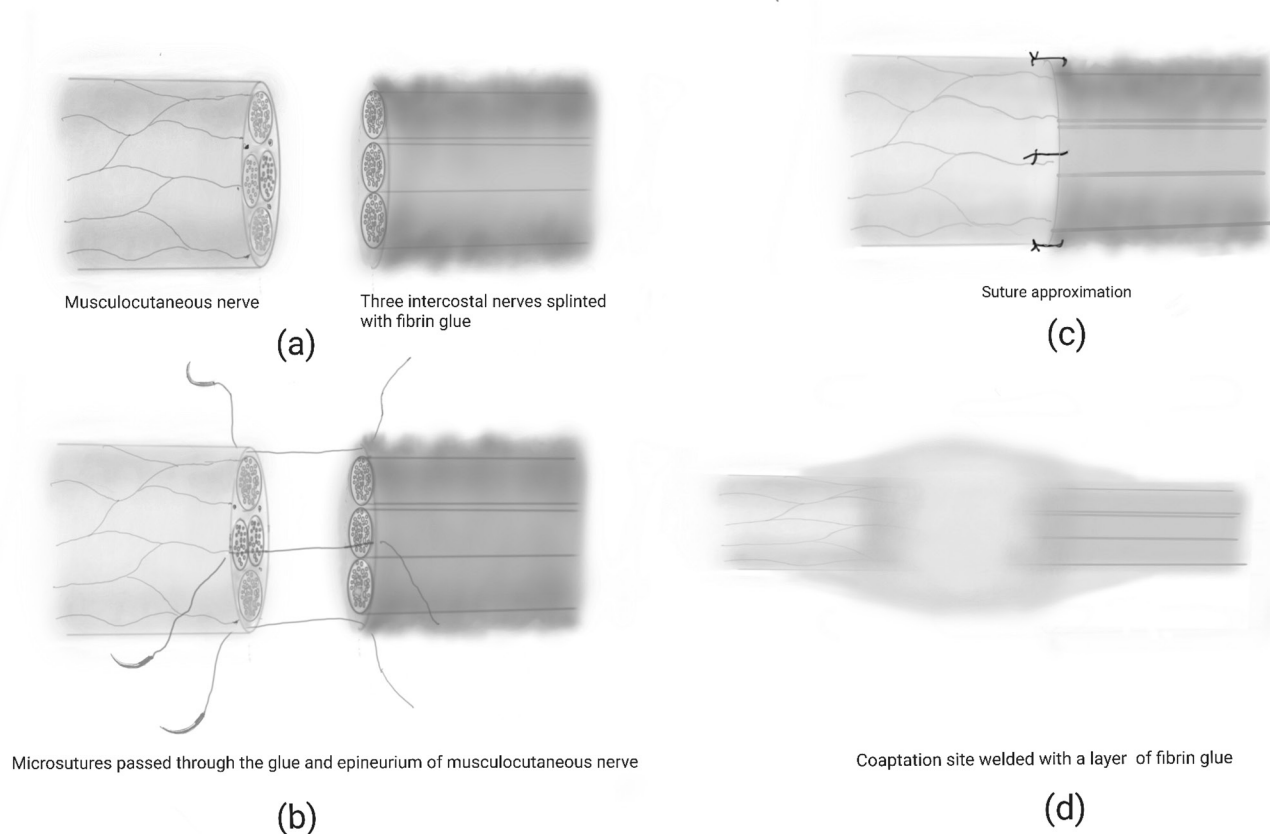 Musculocutaneous nerve
Three intercostal nerves splinted
with fibrin glue
(a)
Microsutures passed through the glue and epineurium of musculocutaneous nerve
(b)
Suture approximation
(c)
Coaptation site welded with a layer of fibrin glue
(d)